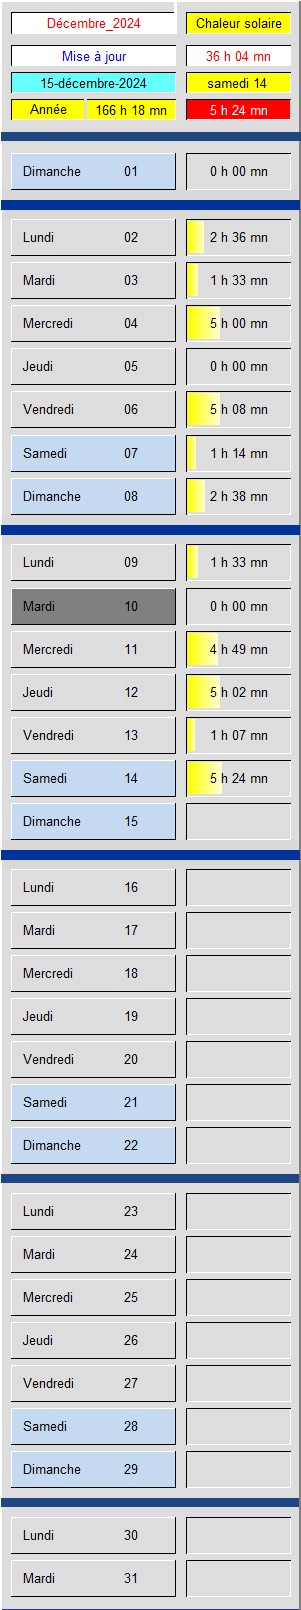 Décembre_2024 Chaleur solaire
Mise à jour 36 h 04 mn
15-décembre-2024 samedi 14
Année 166 h 18 mn 5 h 24 mn
Dimanche 01 0 h 00 mn
Lundi 02 2 h 36 mn
Mardi 03 1 h 33 mn
Mercredi 04 5 h 00 mn
Jeudi 05 0 h 00 mn
Vendredi 06 5 h 08 mn
Samedi 07 1 h 14 mn
Dimanche 08 2 h 38 mn
Lundi 09 1 h 33 mn
Mardi 10 0 h 00 mn
Mercredi 11 4 h 49 mn
Jeudi 12 5 h 02 mn
Vendredi 13 1 h 07 mn
Samedi 14 5 h 24 mn
Dimanche 15
Lundi 16
Mardi 17
Mercredi 18
Jeudi 19
Vendredi 20
Samedi 21
Dimanche 22
Lundi 23
Mardi 24
Mercredi 25
Jeudi 26
Vendredi 27
Samedi 28
Dimanche 29
Lundi 30
Mardi 31